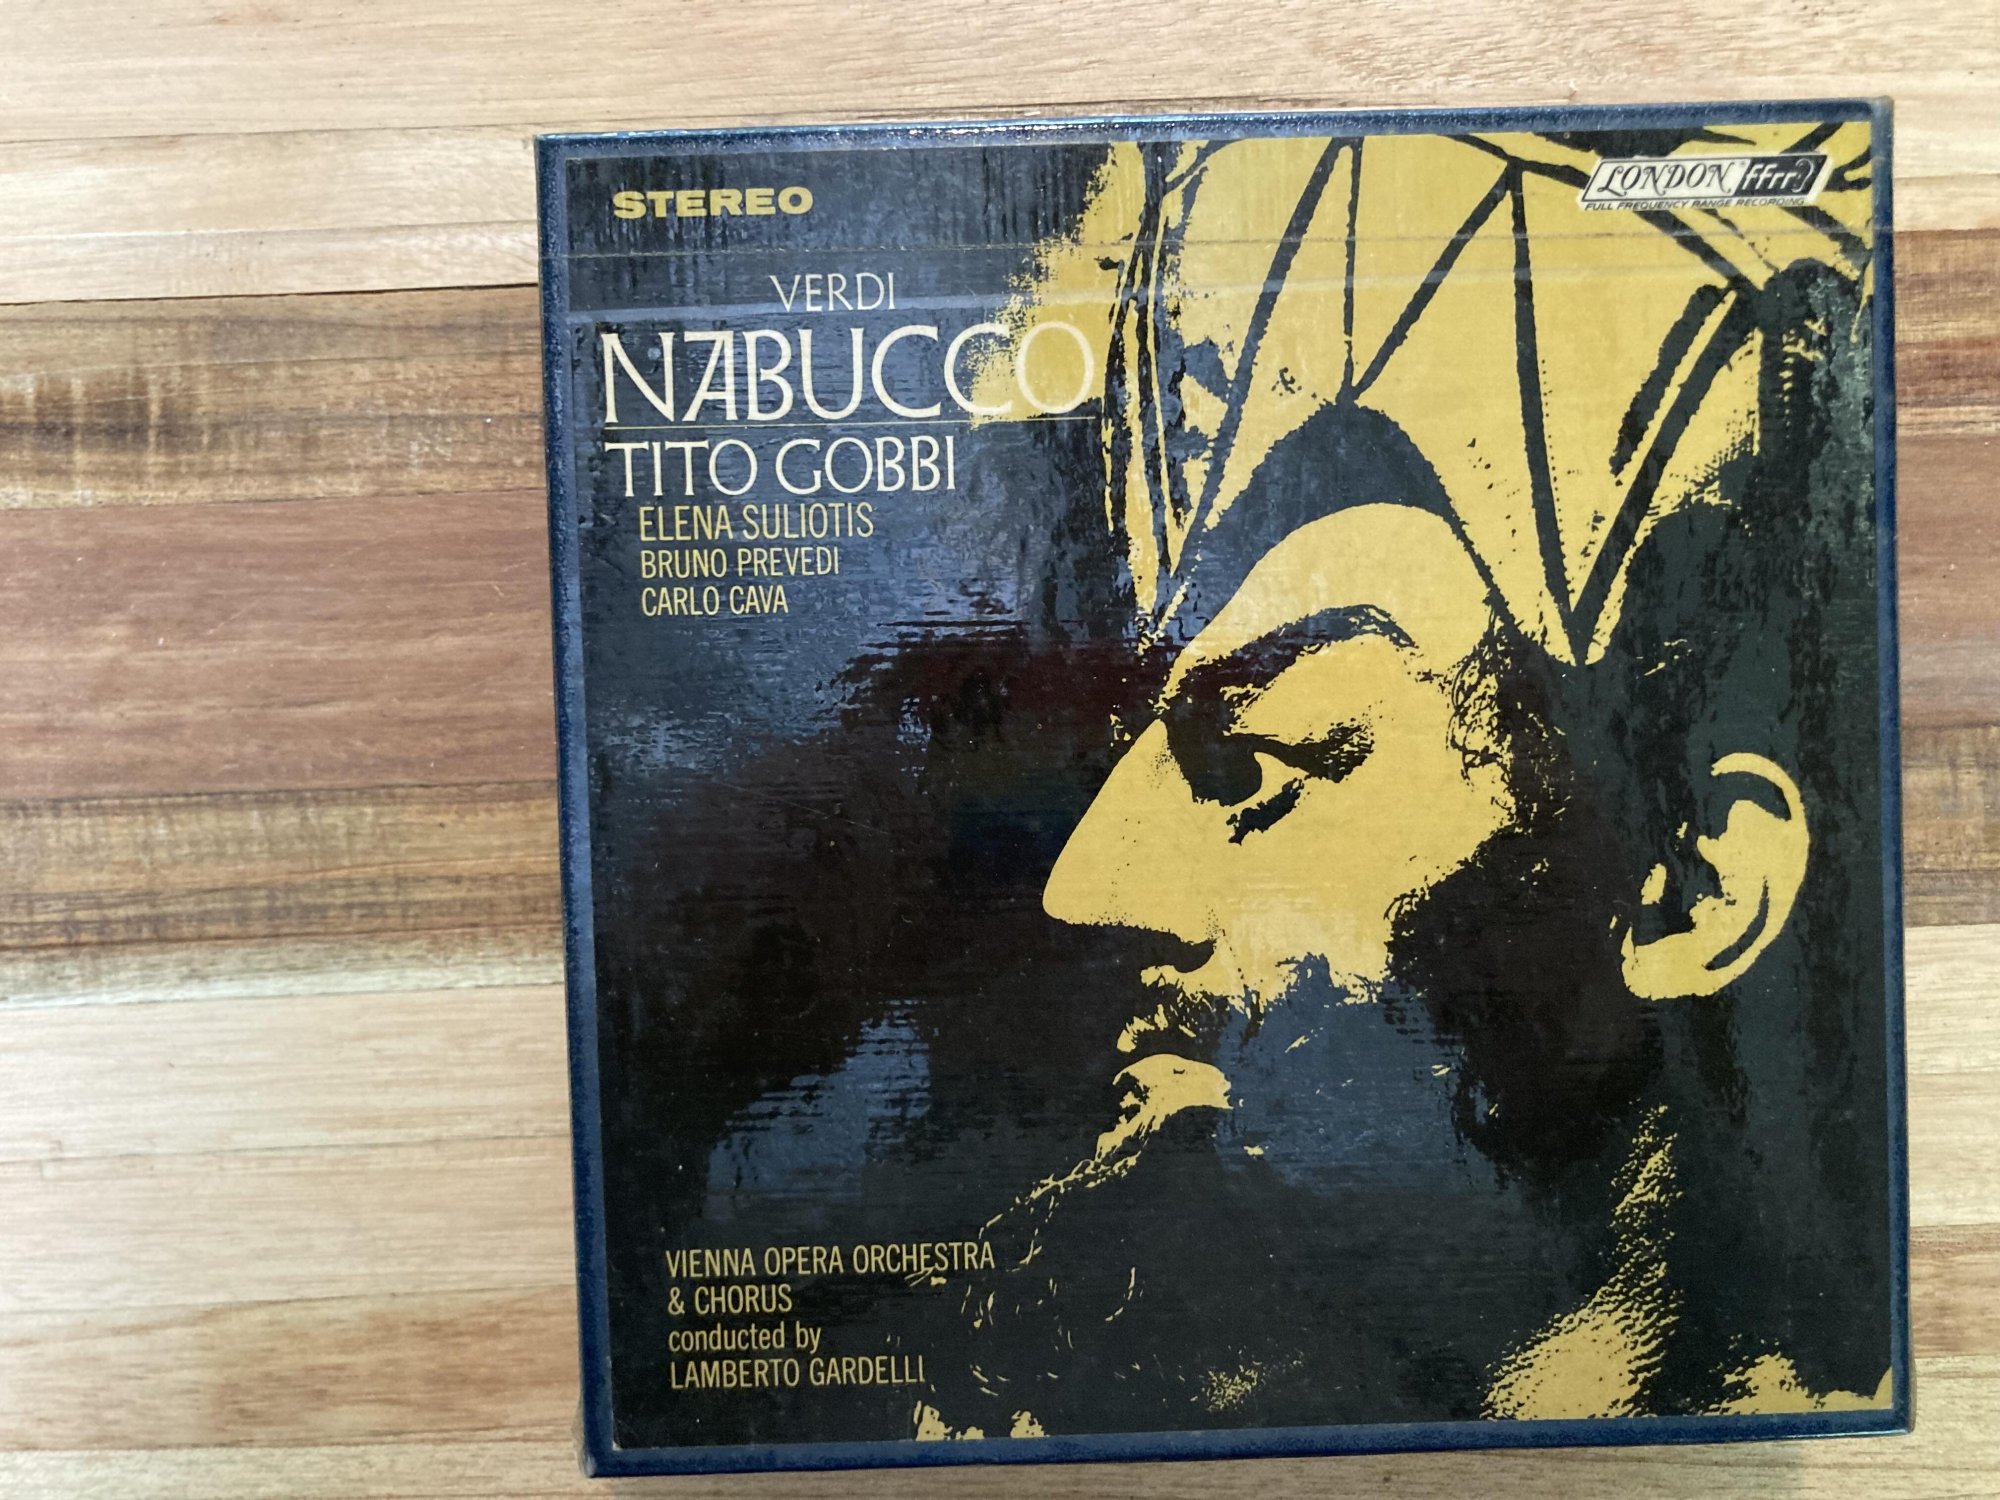 STEREO
LONDON ffrr
FULL FREQUENCY RANGE RECORDING
VERDI
NABUCCO
TITO GOBBI
ELENA SULIOTIS
BRUNO PREVEDI
CARLO CAVA
VIENNA OPERA ORCHESTRA
& CHORUS
conducted by
LAMBERTO GARDELLI